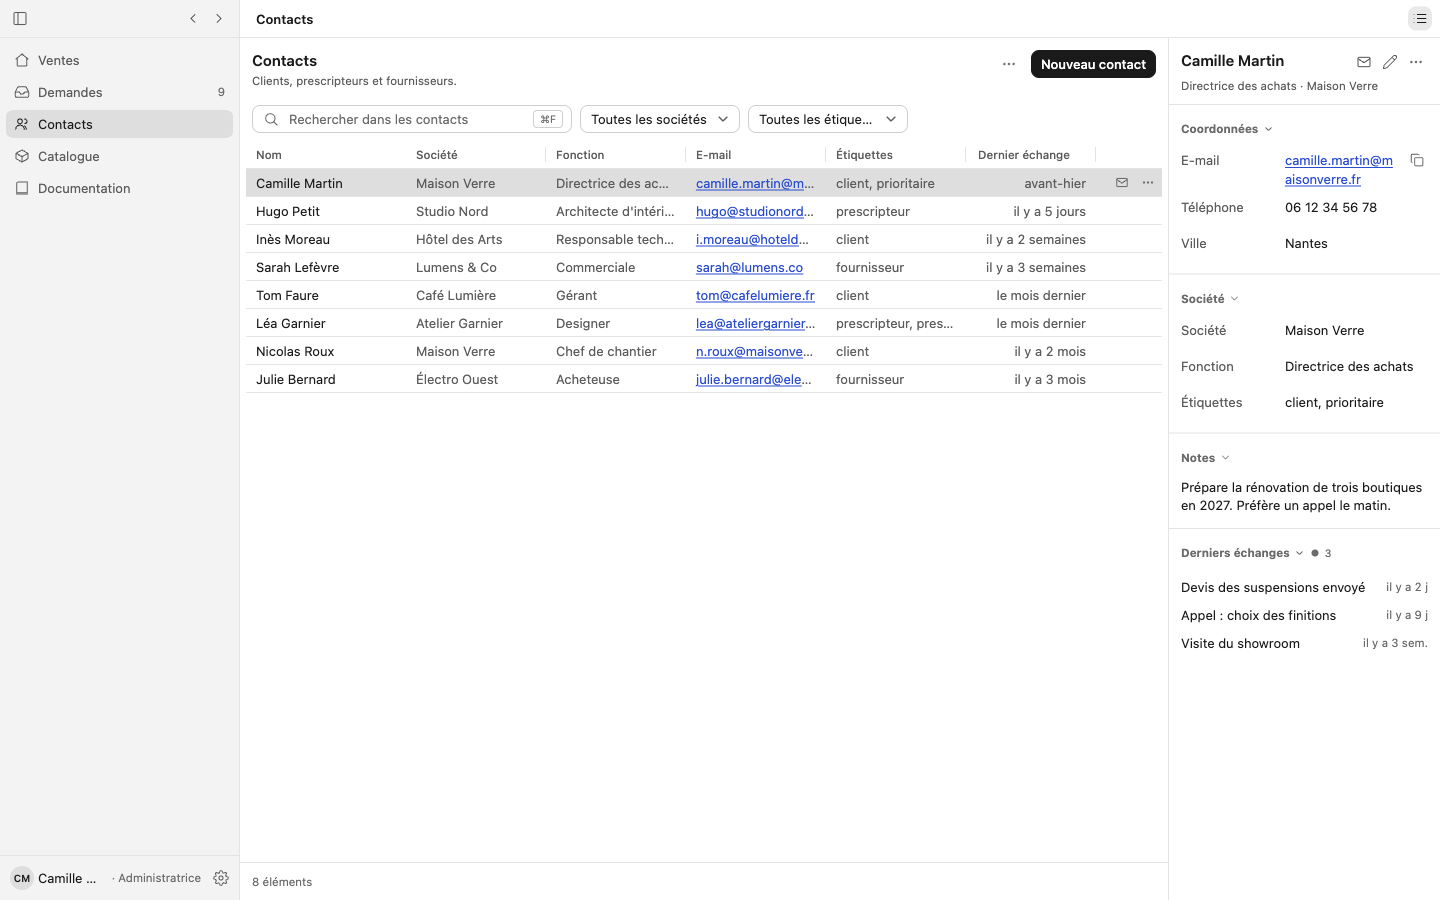 Contacts
Ventes
Demandes 9
Contacts
Catalogue
Documentation
CM Camille ... · Administratrice
Contacts
Clients, prescripteurs et fournisseurs.
Nouveau contact
Rechercher dans les contacts ⌘F
Toutes les sociétés
Toutes les étique...
Nom Société Fonction E-mail Étiquettes Dernier échange
Camille Martin Maison Verre Directrice des ac... camille.martin@m... client, prioritaire avant-hier
Hugo Petit Studio Nord Architecte d'intéri... hugo@studionord... prescripteur il y a 5 jours
Inès Moreau Hôtel des Arts Responsable tech... i.moreau@hoteld... client il y a 2 semaines
Sarah Lefèvre Lumens & Co Commerciale sarah@lumens.co fournisseur il y a 3 semaines
Tom Faure Café Lumière Gérant tom@cafelumiere.fr client le mois dernier
Léa Garnier Atelier Garnier Designer lea@ateliergarnier... prescripteur, pres... le mois dernier
Nicolas Roux Maison Verre Chef de chantier n.roux@maisonve... client il y a 2 mois
Julie Bernard Électro Ouest Acheteuse julie.bernard@ele... fournisseur il y a 3 mois
8 éléments
Camille Martin
Directrice des achats · Maison Verre
Coordonnées
E-mail camille.martin@m
aisonverre.fr
Téléphone 06 12 34 56 78
Ville Nantes
Société
Société Maison Verre
Fonction Directrice des achats
Étiquettes client, prioritaire
Notes
Prépare la rénovation de trois boutiques
en 2027. Préfère un appel le matin.
Derniers échanges 3
Devis des suspensions envoyé il y a 2 j
Appel : choix des finitions il y a 9 j
Visite du showroom il y a 3 sem.